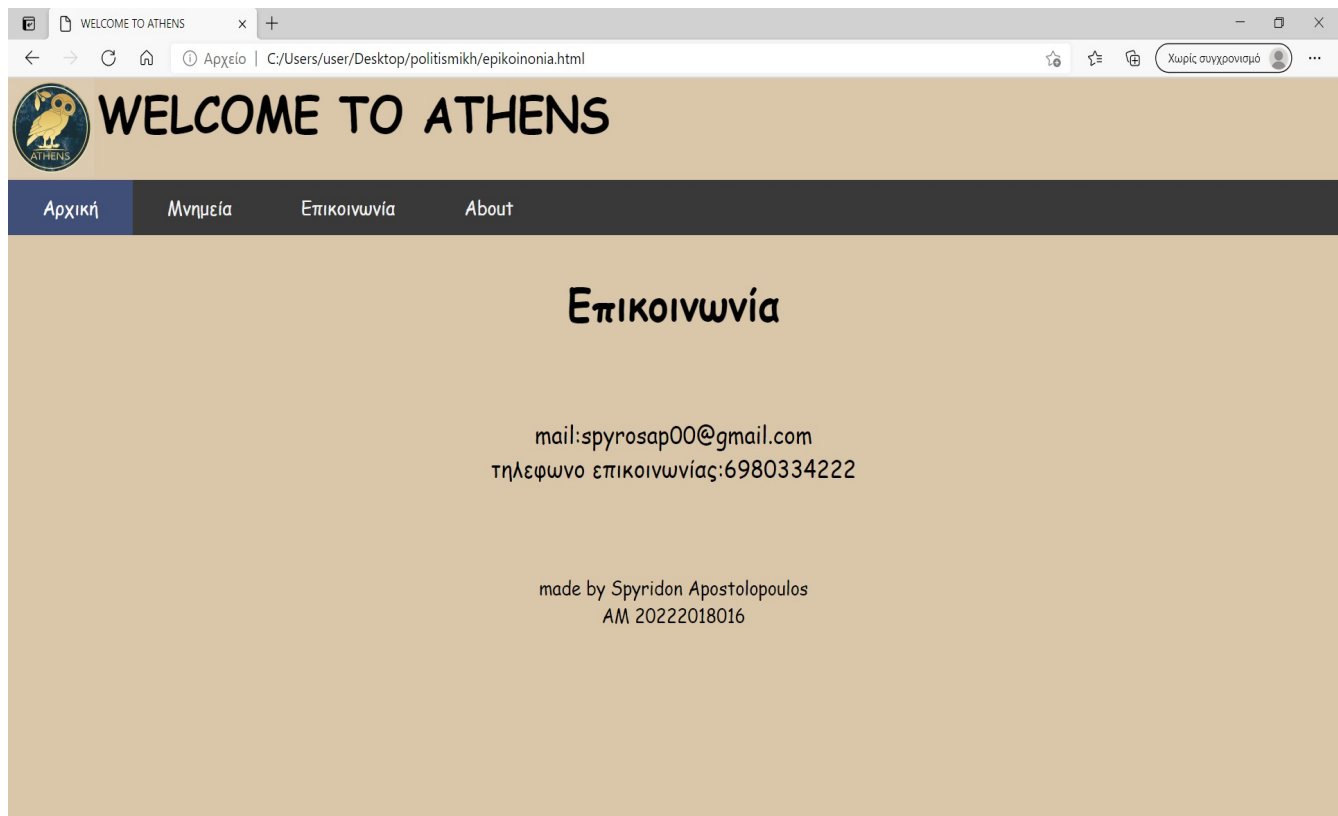 WELCOME TO ATHENS
Αρχείο | C:/Users/user/Desktop/politismikh/epikoinonia.html
Χωρίς συγχρονισμό
ATHENS
WELCOME TO ATHENS
Αρχική Μνημεία Επικοινωνία About
Επικοινωνία
mail:spyrosap00@gmail.com
τηλεφωνο επικοινωνίας:6980334222
made by Spyridon Apostolopoulos
AM 20222018016